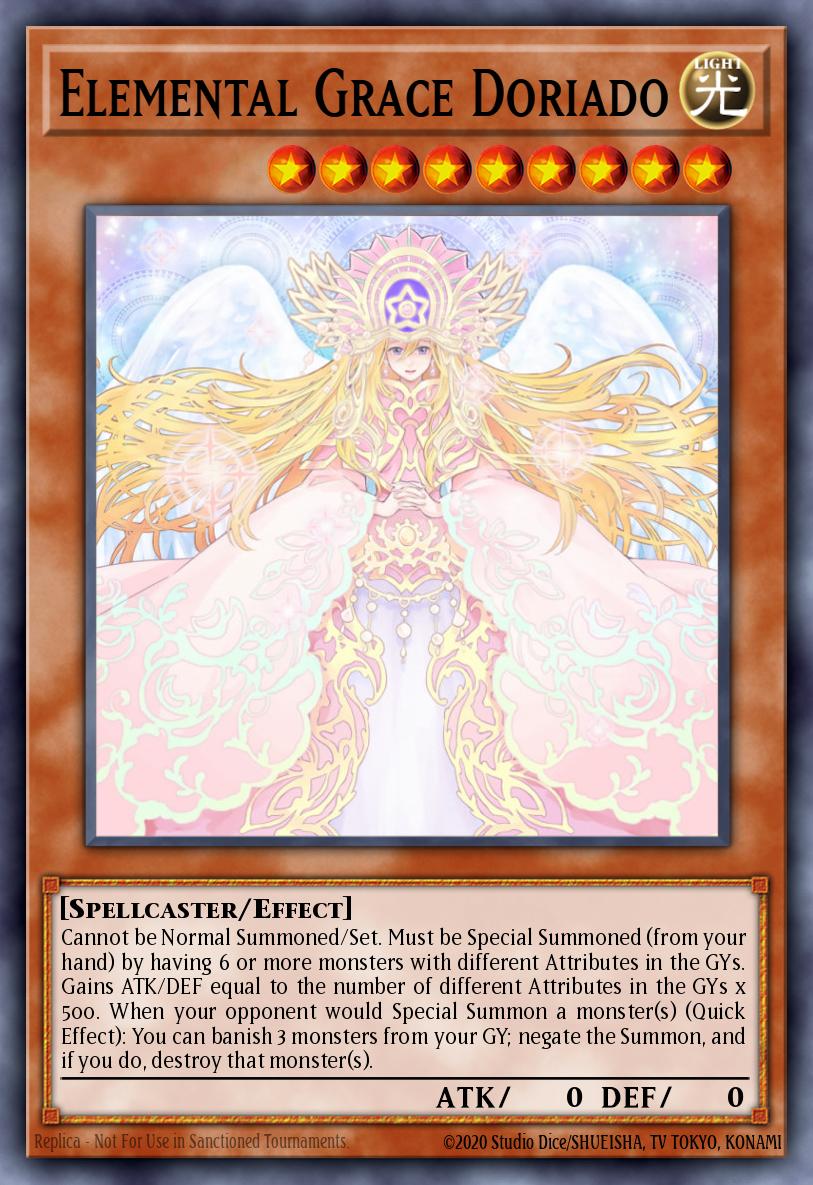 Elemental Grace Doriado
LIGHT
光
[Spellcaster/Effect]
Cannot be Normal Summoned/Set. Must be Special Summoned (from your
hand) by having 6 or more monsters with different Attributes in the GYs.
Gains ATK/DEF equal to the number of different Attributes in the GYs x
500. When your opponent would Special Summon a monster(s) (Quick
Effect): You can banish 3 monsters from your GY; negate the Summon, and
if you do, destroy that monster(s).
ATK/ 0 DEF/ 0
Replica - Not For Use in Sanctioned Tournaments.
©2020 Studio Dice/SHUEISHA, TV TOKYO, KONAMI